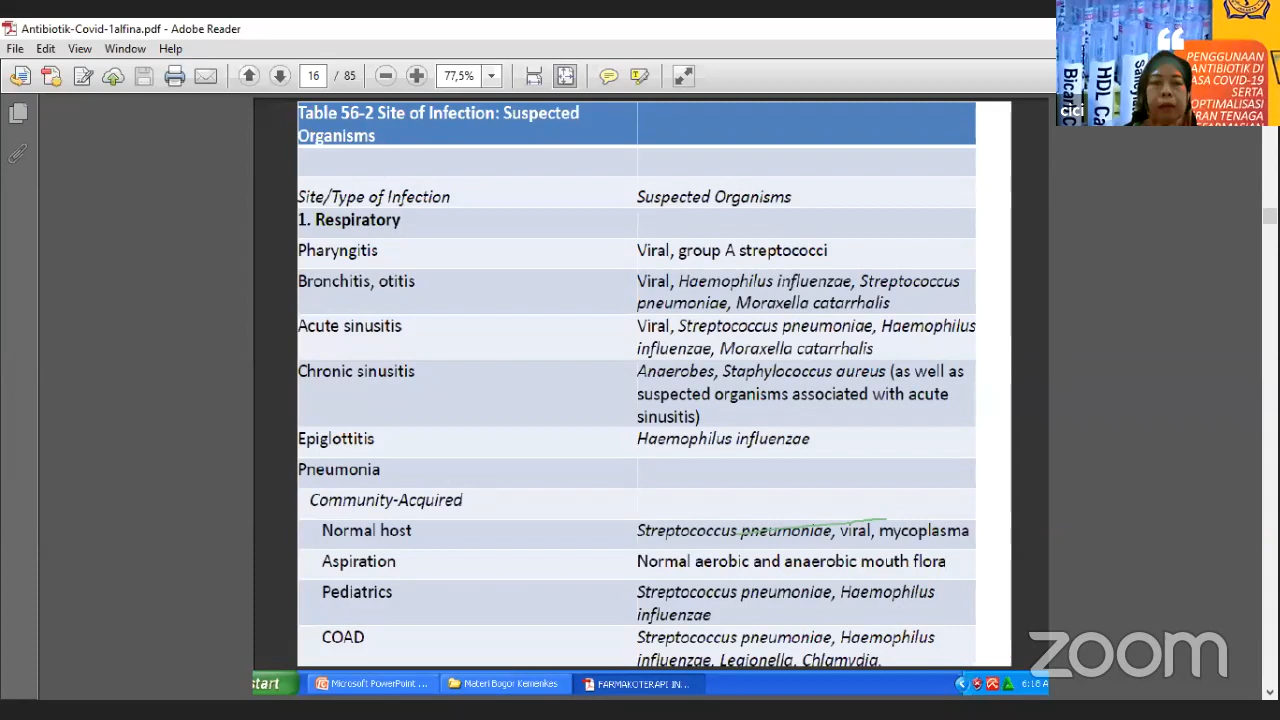 Antibiotik-Covid-1alfina.pdf - Adobe Reader
File Edit View Window Help
16 / 85 77,5%
Table 56-2 Site of Infection: Suspected
Organisms
Site/Type of Infection Suspected Organisms
1. Respiratory
Pharyngitis Viral, group A streptococci
Bronchitis, otitis Viral, Haemophilus influenzae, Streptococcus
pneumoniae, Moraxella catarrhalis
Acute sinusitis Viral, Streptococcus pneumoniae, Haemophilus
influenzae, Moraxella catarrhalis
Chronic sinusitis Anaerobes, Staphylococcus aureus (as well as
suspected organisms associated with acute
sinusitis)
Epiglottitis Haemophilus influenzae
Pneumonia
Community-Acquired
Normal host Streptococcus pneumoniae, viral, mycoplasma
Aspiration Normal aerobic and anaerobic mouth flora
Pediatrics Streptococcus pneumoniae, Haemophilus
influenzae
COAD Streptococcus pneumoniae, Haemophilus
influenzae, Legionella, Chlamydia,
start Microsoft PowerPoint ... Materi Bogor Kemenkes FARMAKOTERAPI IN...
zoom
PENGGUNAAN
ANTIBIOTIK DI
ASA COVID-19
SERTA
OPTIMALISASI
RAN TENAGA
EFARMASIAN
HDL Ca
cici